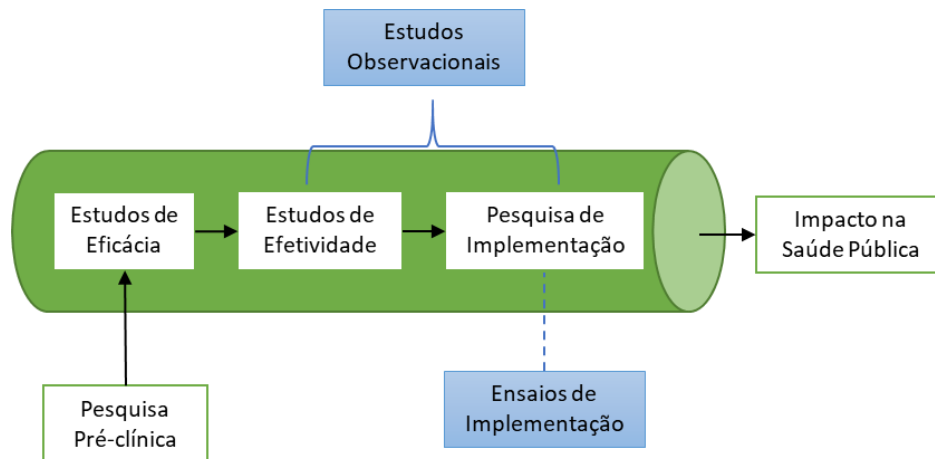 Estudos
Observacionais
Estudos de
Eficácia
Estudos de
Efetividade
Pesquisa de
Implementação
Impacto na
Saúde Pública
Pesquisa
Pré-clínica
Ensaios de
Implementação